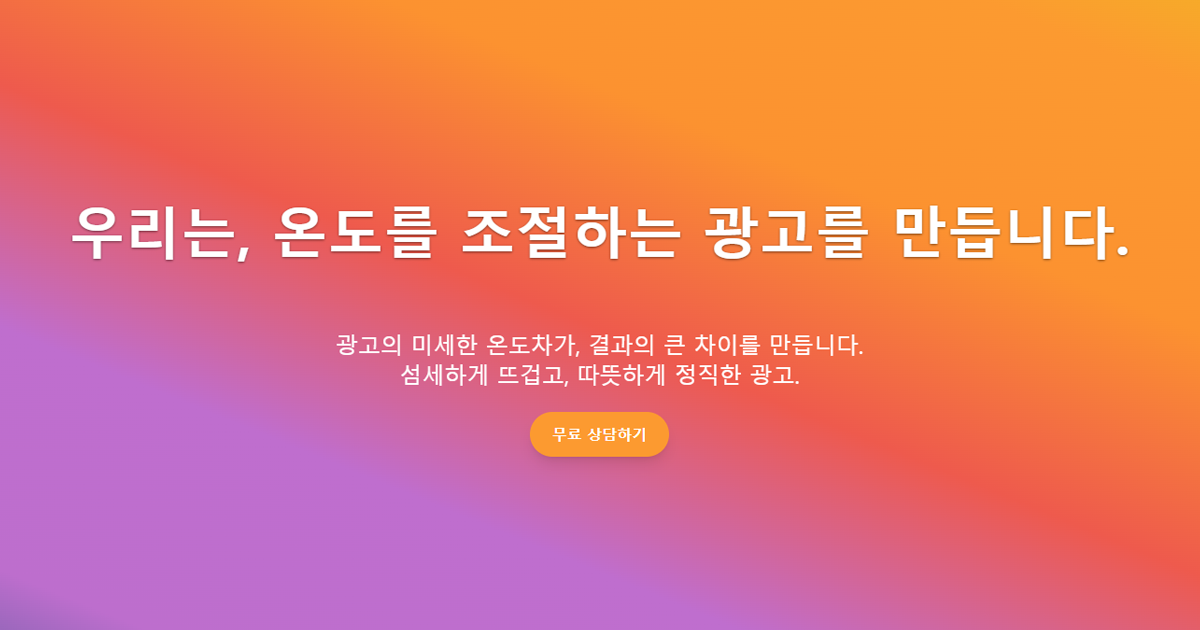 우리는, 온도를 조절하는 광고를 만듭니다.
광고의 미세한 온도차가, 결과의 큰 차이를 만듭니다.
섬세하게 뜨겁고, 따뜻하게 정직한 광고.
무료 상담하기